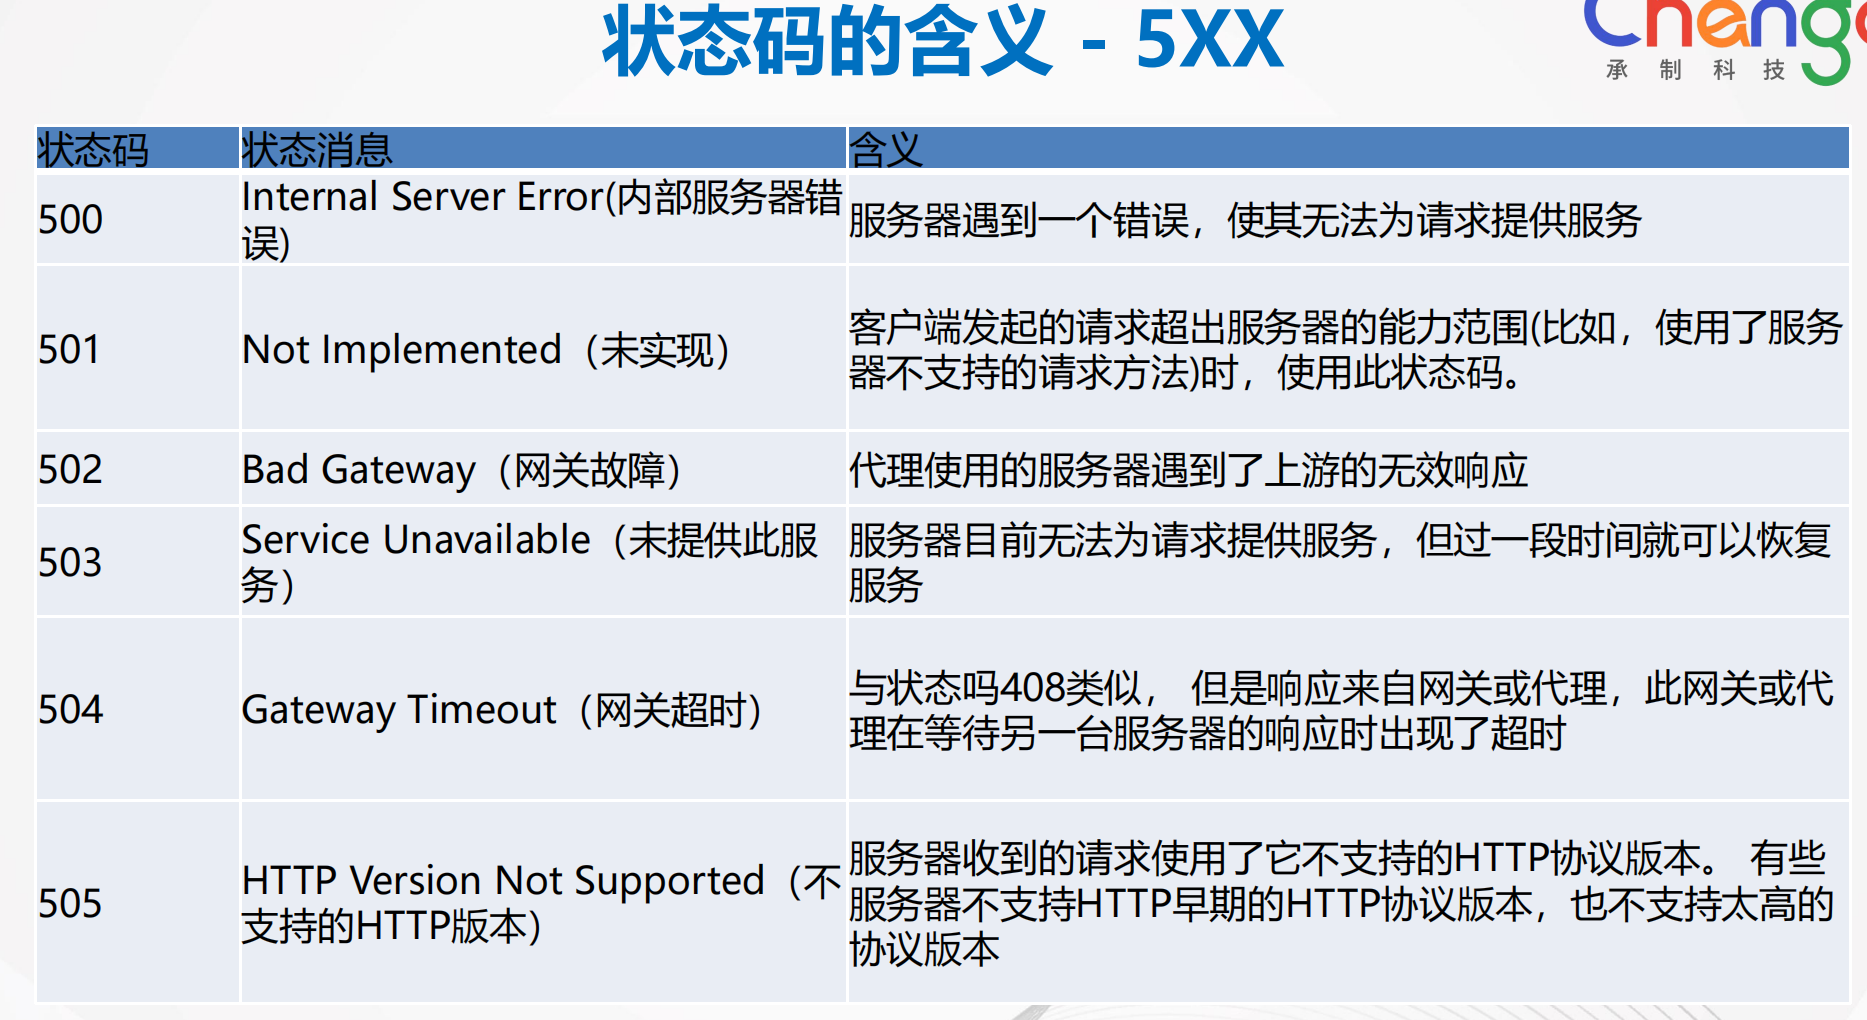 状态码的含义 - 5XX
承制科技
状态码
状态消息
含义
500
Internal Server Error(内部服务器错
误)
服务器遇到一个错误，使其无法为请求提供服务
501
Not Implemented（未实现）
客户端发起的请求超出服务器的能力范围(比如，使用了服务
器不支持的请求方法)时，使用此状态码。
502
Bad Gateway（网关故障）
代理使用的服务器遇到了上游的无效响应
503
Service Unavailable（未提供此服
务）
服务器目前无法为请求提供服务，但过一段时间就可以恢复
服务
504
Gateway Timeout（网关超时）
与状态吗408类似， 但是响应来自网关或代理，此网关或代
理在等待另一台服务器的响应时出现了超时
505
HTTP Version Not Supported（不
支持的HTTP版本）
服务器收到的请求使用了它不支持的HTTP协议版本。 有些
服务器不支持HTTP早期的HTTP协议版本，也不支持太高的
协议版本